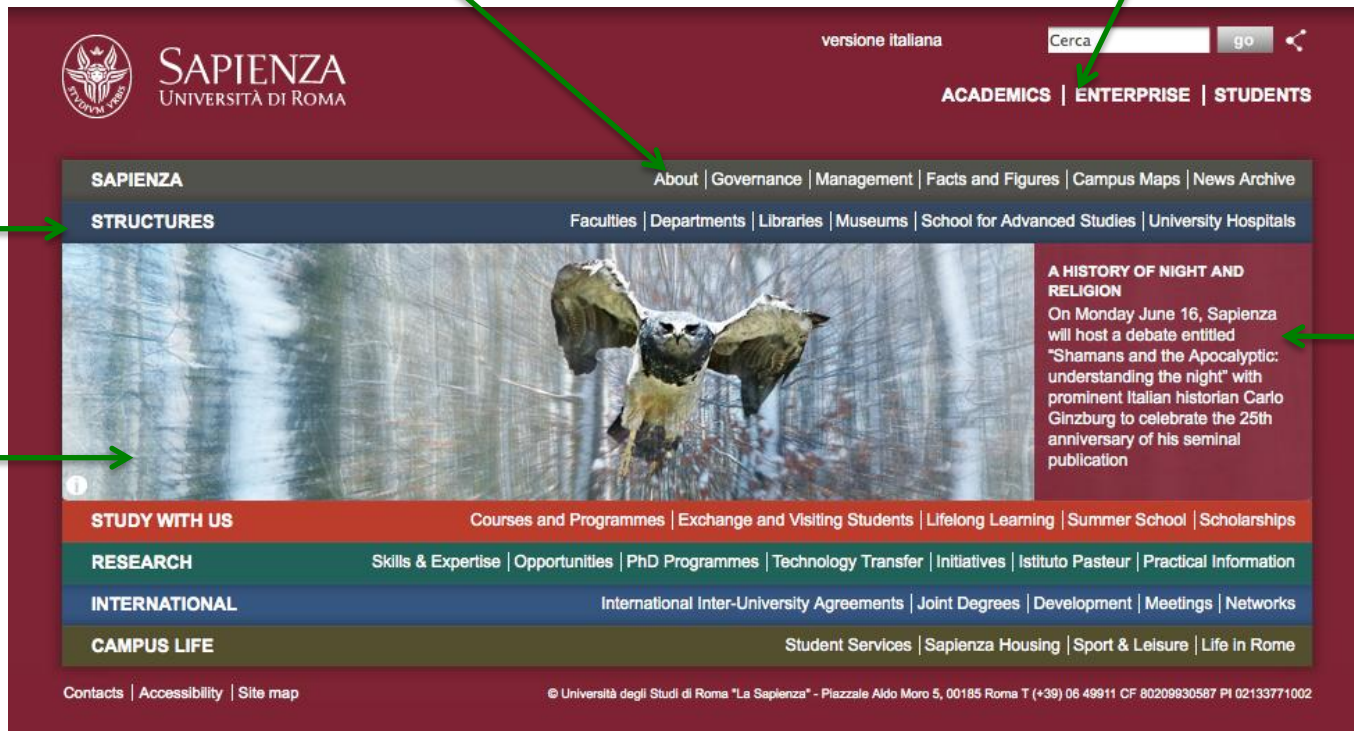 versione italiana
Cerca
go
STVDIVM VRBIS
SAPIENZA
UNIVERSITÀ DI ROMA
ACADEMICS | ENTERPRISE | STUDENTS
SAPIENZA About | Governance | Management | Facts and Figures | Campus Maps | News Archive
STRUCTURES Faculties | Departments | Libraries | Museums | School for Advanced Studies | University Hospitals
A HISTORY OF NIGHT AND
RELIGION
On Monday June 16, Sapienza
will host a debate entitled
"Shamans and the Apocalyptic:
understanding the night" with
prominent Italian historian Carlo
Ginzburg to celebrate the 25th
anniversary of his seminal
publication
i
STUDY WITH US Courses and Programmes | Exchange and Visiting Students | Lifelong Learning | Summer School | Scholarships
RESEARCH Skills & Expertise | Opportunities | PhD Programmes | Technology Transfer | Initiatives | Istituto Pasteur | Practical Information
INTERNATIONAL International Inter-University Agreements | Joint Degrees | Development | Meetings | Networks
CAMPUS LIFE Student Services | Sapienza Housing | Sport & Leisure | Life in Rome
Contacts | Accessibility | Site map © Università degli Studi di Roma "La Sapienza" - Piazzale Aldo Moro 5, 00185 Roma T (+39) 06 49911 CF 80209930587 PI 02133771002